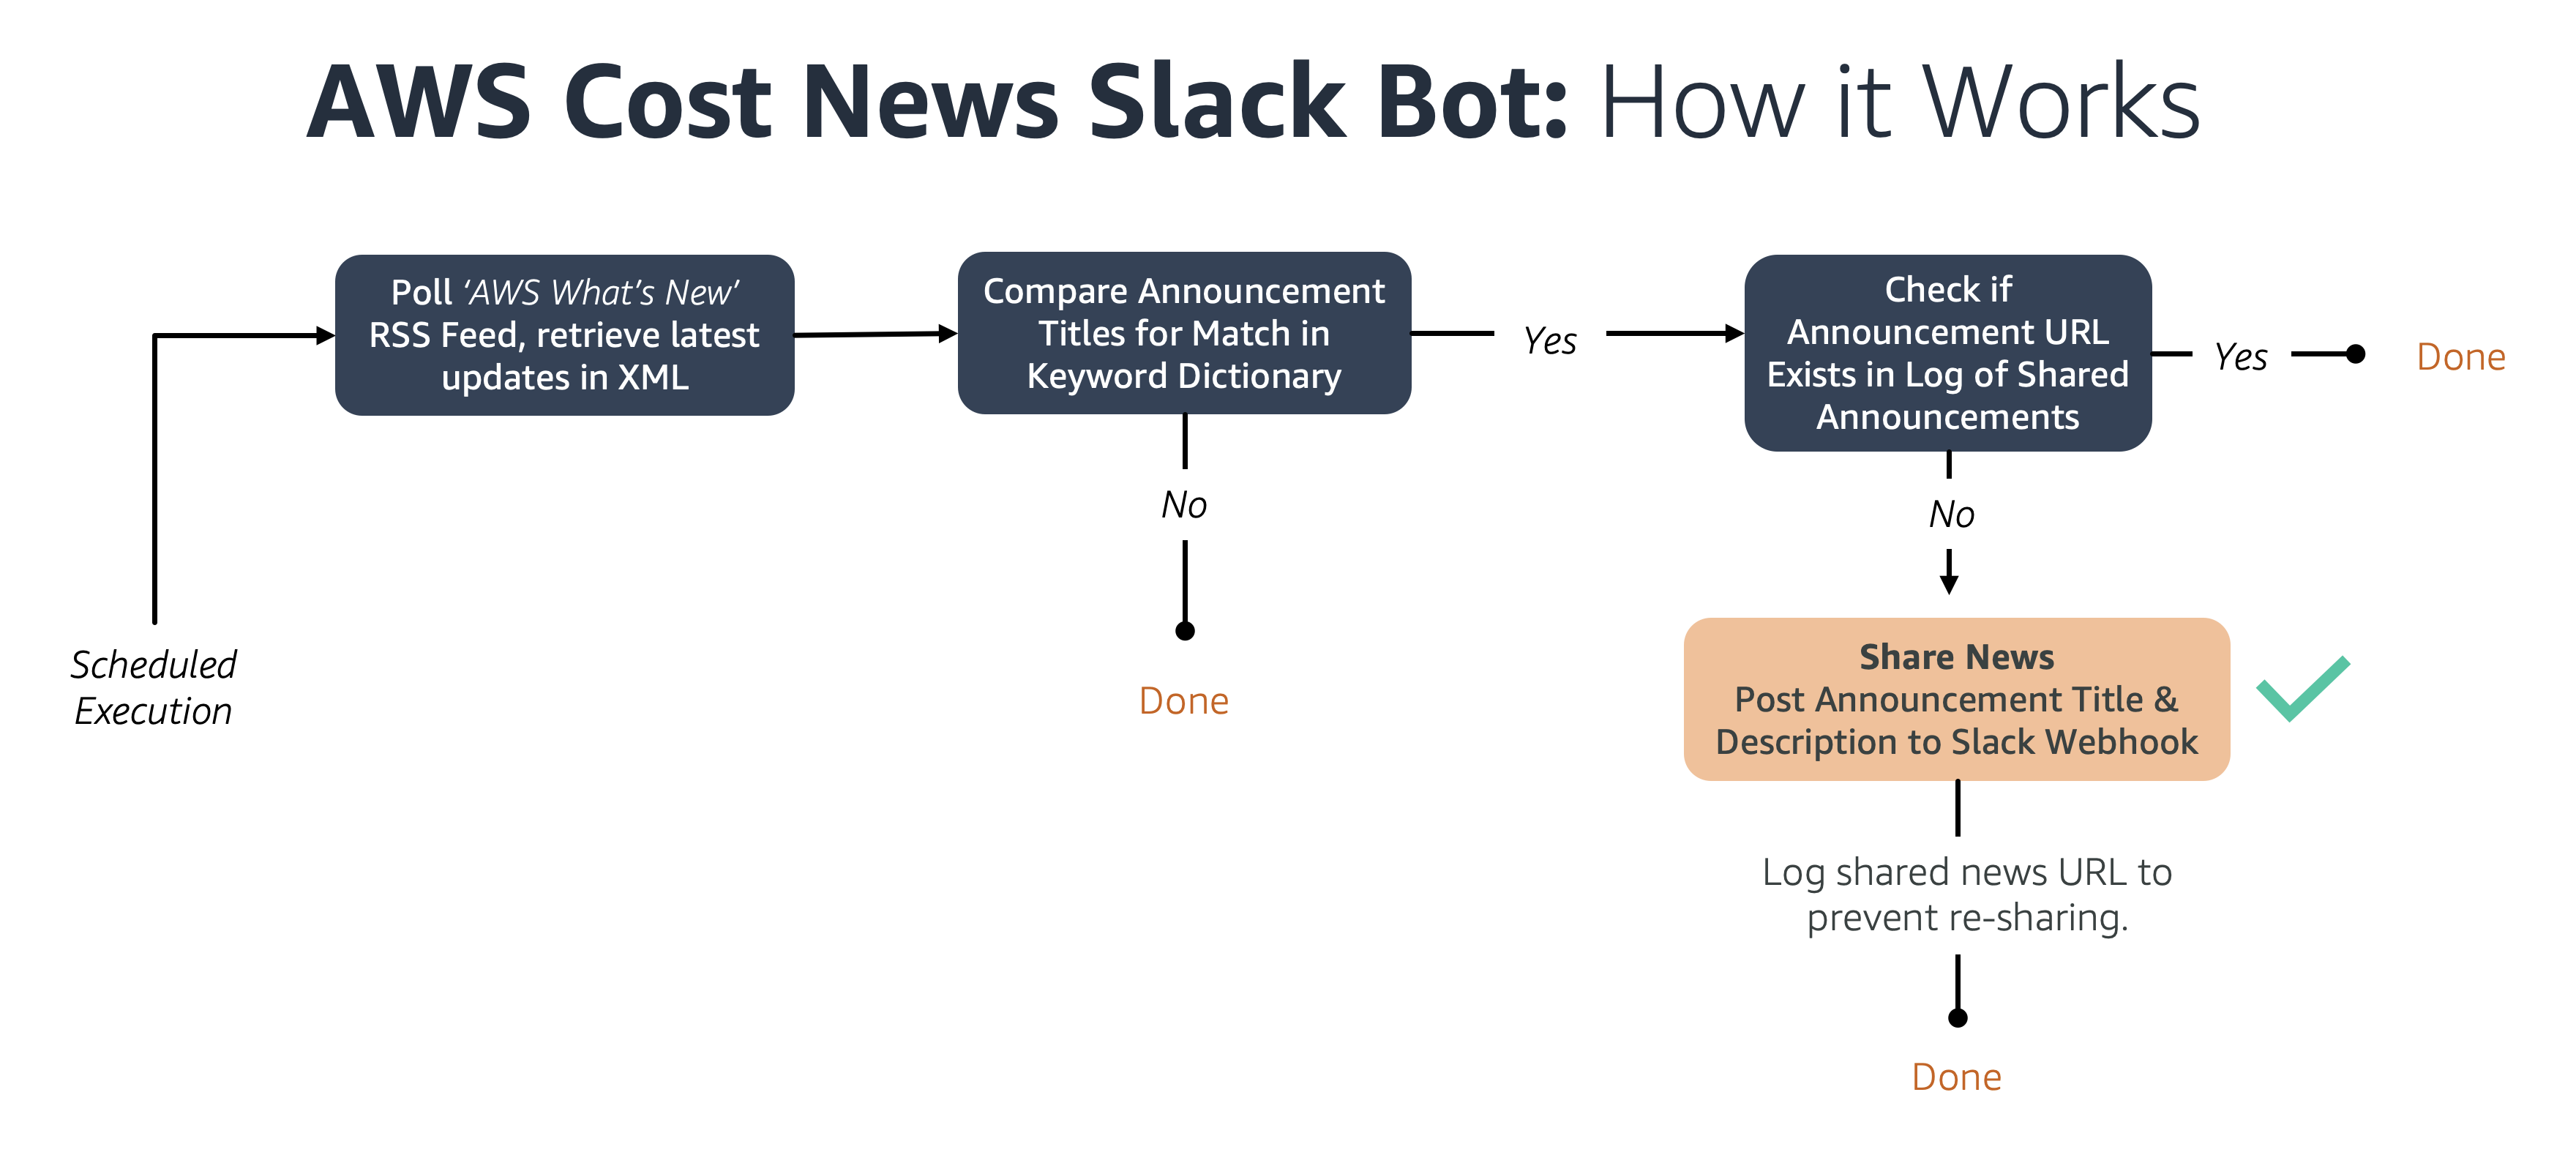 AWS Cost News Slack Bot: How it Works
Poll ‘AWS What’s New’
RSS Feed, retrieve latest
updates in XML
Compare Announcement
Titles for Match in
Keyword Dictionary
Yes
Check if
Announcement URL
Exists in Log of Shared
Announcements
Yes
Done
No
No
Scheduled
Execution
Done
Share News
Post Announcement Title &
Description to Slack Webhook
Log shared news URL to
prevent re-sharing.
Done